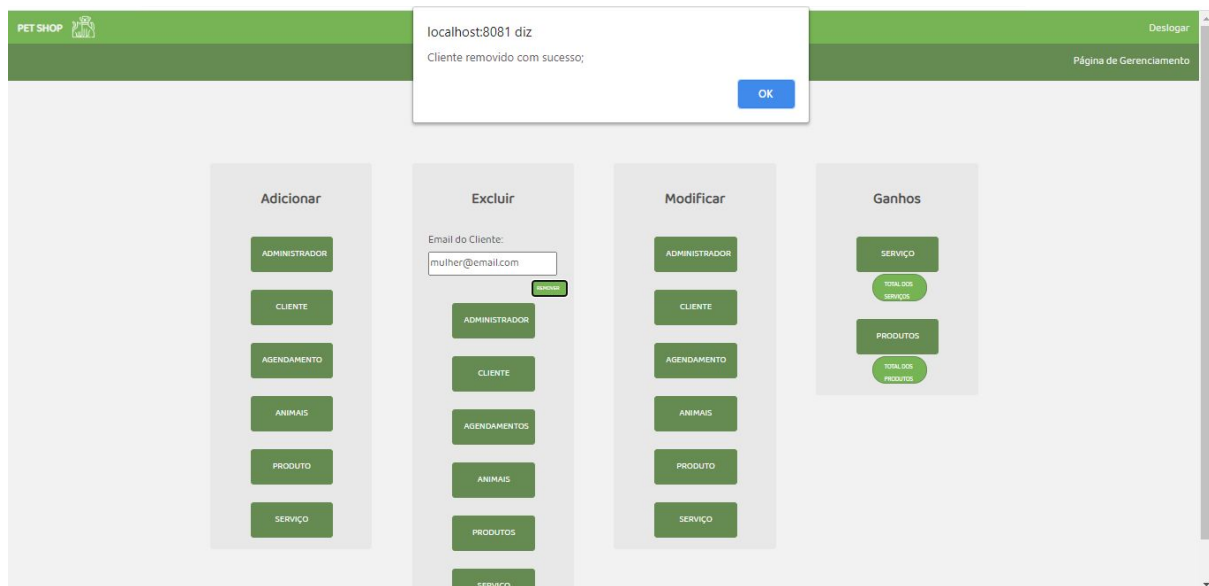 PET SHOP
Deslogar
Página de Gerenciamento
localhost:8081 diz
Cliente removido com sucesso;
OK
Adicionar
ADMINISTRADOR
CLIENTE
AGENDAMENTO
ANIMAIS
PRODUTO
SERVIÇO
Excluir
Email do Cliente:
mulher@email.com
REMOVER
ADMINISTRADOR
CLIENTE
AGENDAMENTOS
ANIMAIS
PRODUTOS
SERVIÇO
Modificar
ADMINISTRADOR
CLIENTE
AGENDAMENTO
ANIMAIS
PRODUTO
SERVIÇO
Ganhos
SERVIÇO
TOTAL DOS
SERVIÇOS
PRODUTOS
TOTAL DOS
PRODUTOS